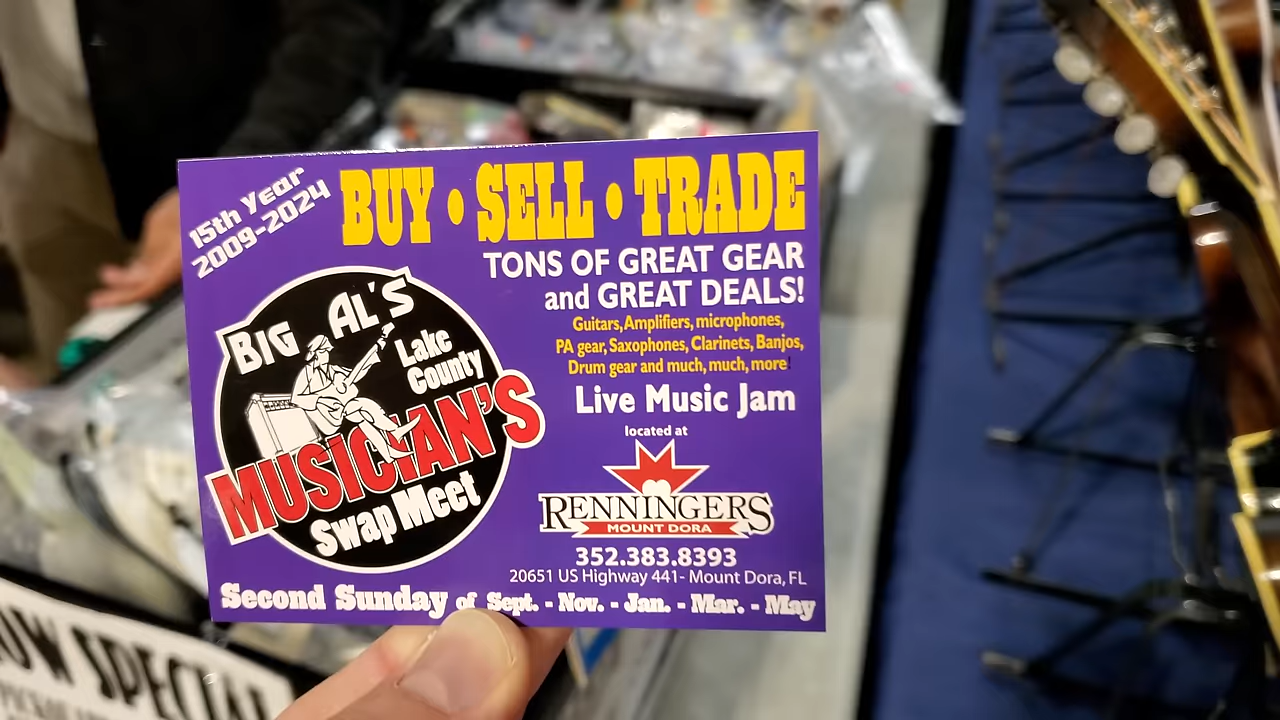 15th Year
2009-2024
BUY • SELL • TRADE
TONS OF GREAT GEAR
and GREAT DEALS!
Guitars, Amplifiers, microphones,
PA gear, Saxophones, Clarinets, Banjos,
Drum gear and much, much, more!
Live Music Jam
located at
RENNINGERS
MOUNT DORA
352.383.8393
20651 US Highway 441- Mount Dora, FL
BIG AL'S
Lake
County
MUSICIAN'S
Swap Meet
Second Sunday of Sept. - Nov. - Jan. - Mar. - May
SPECIAL